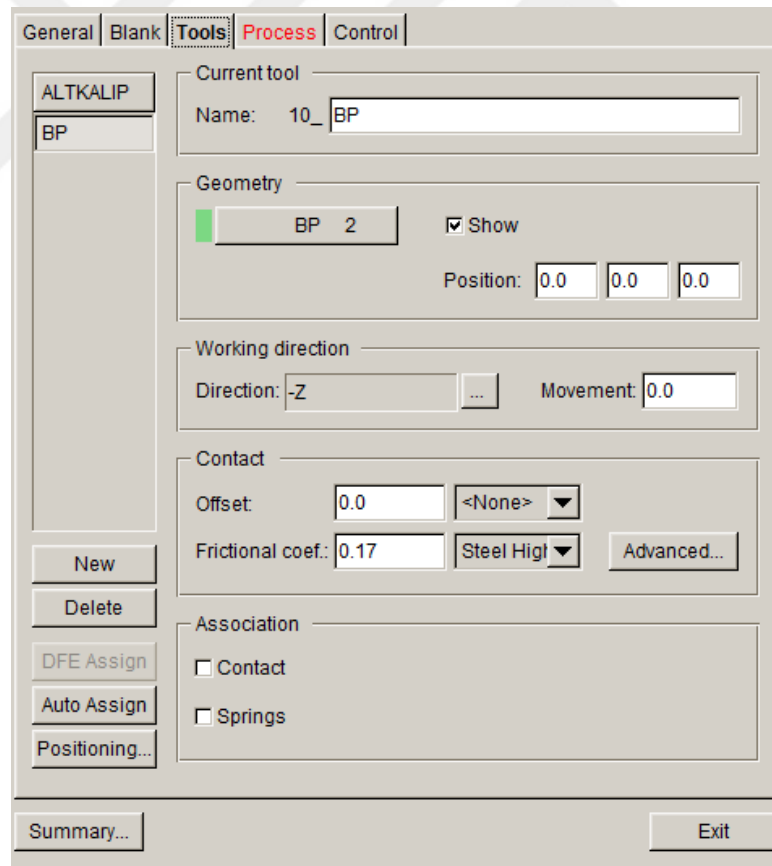 General Blank Tools Process Control
ALTKALIP
BP
New
Delete
DFE Assign
Auto Assign
Positioning...
Current tool
Name: 10_ BP
Geometry
BP 2 Show
Position: 0.0 0.0 0.0
Working direction
Direction: -Z ... Movement: 0.0
Contact
Offset: 0.0 <None>
Frictional coef.: 0.17 Steel High Advanced...
Association
Contact
Springs
Summary... Exit